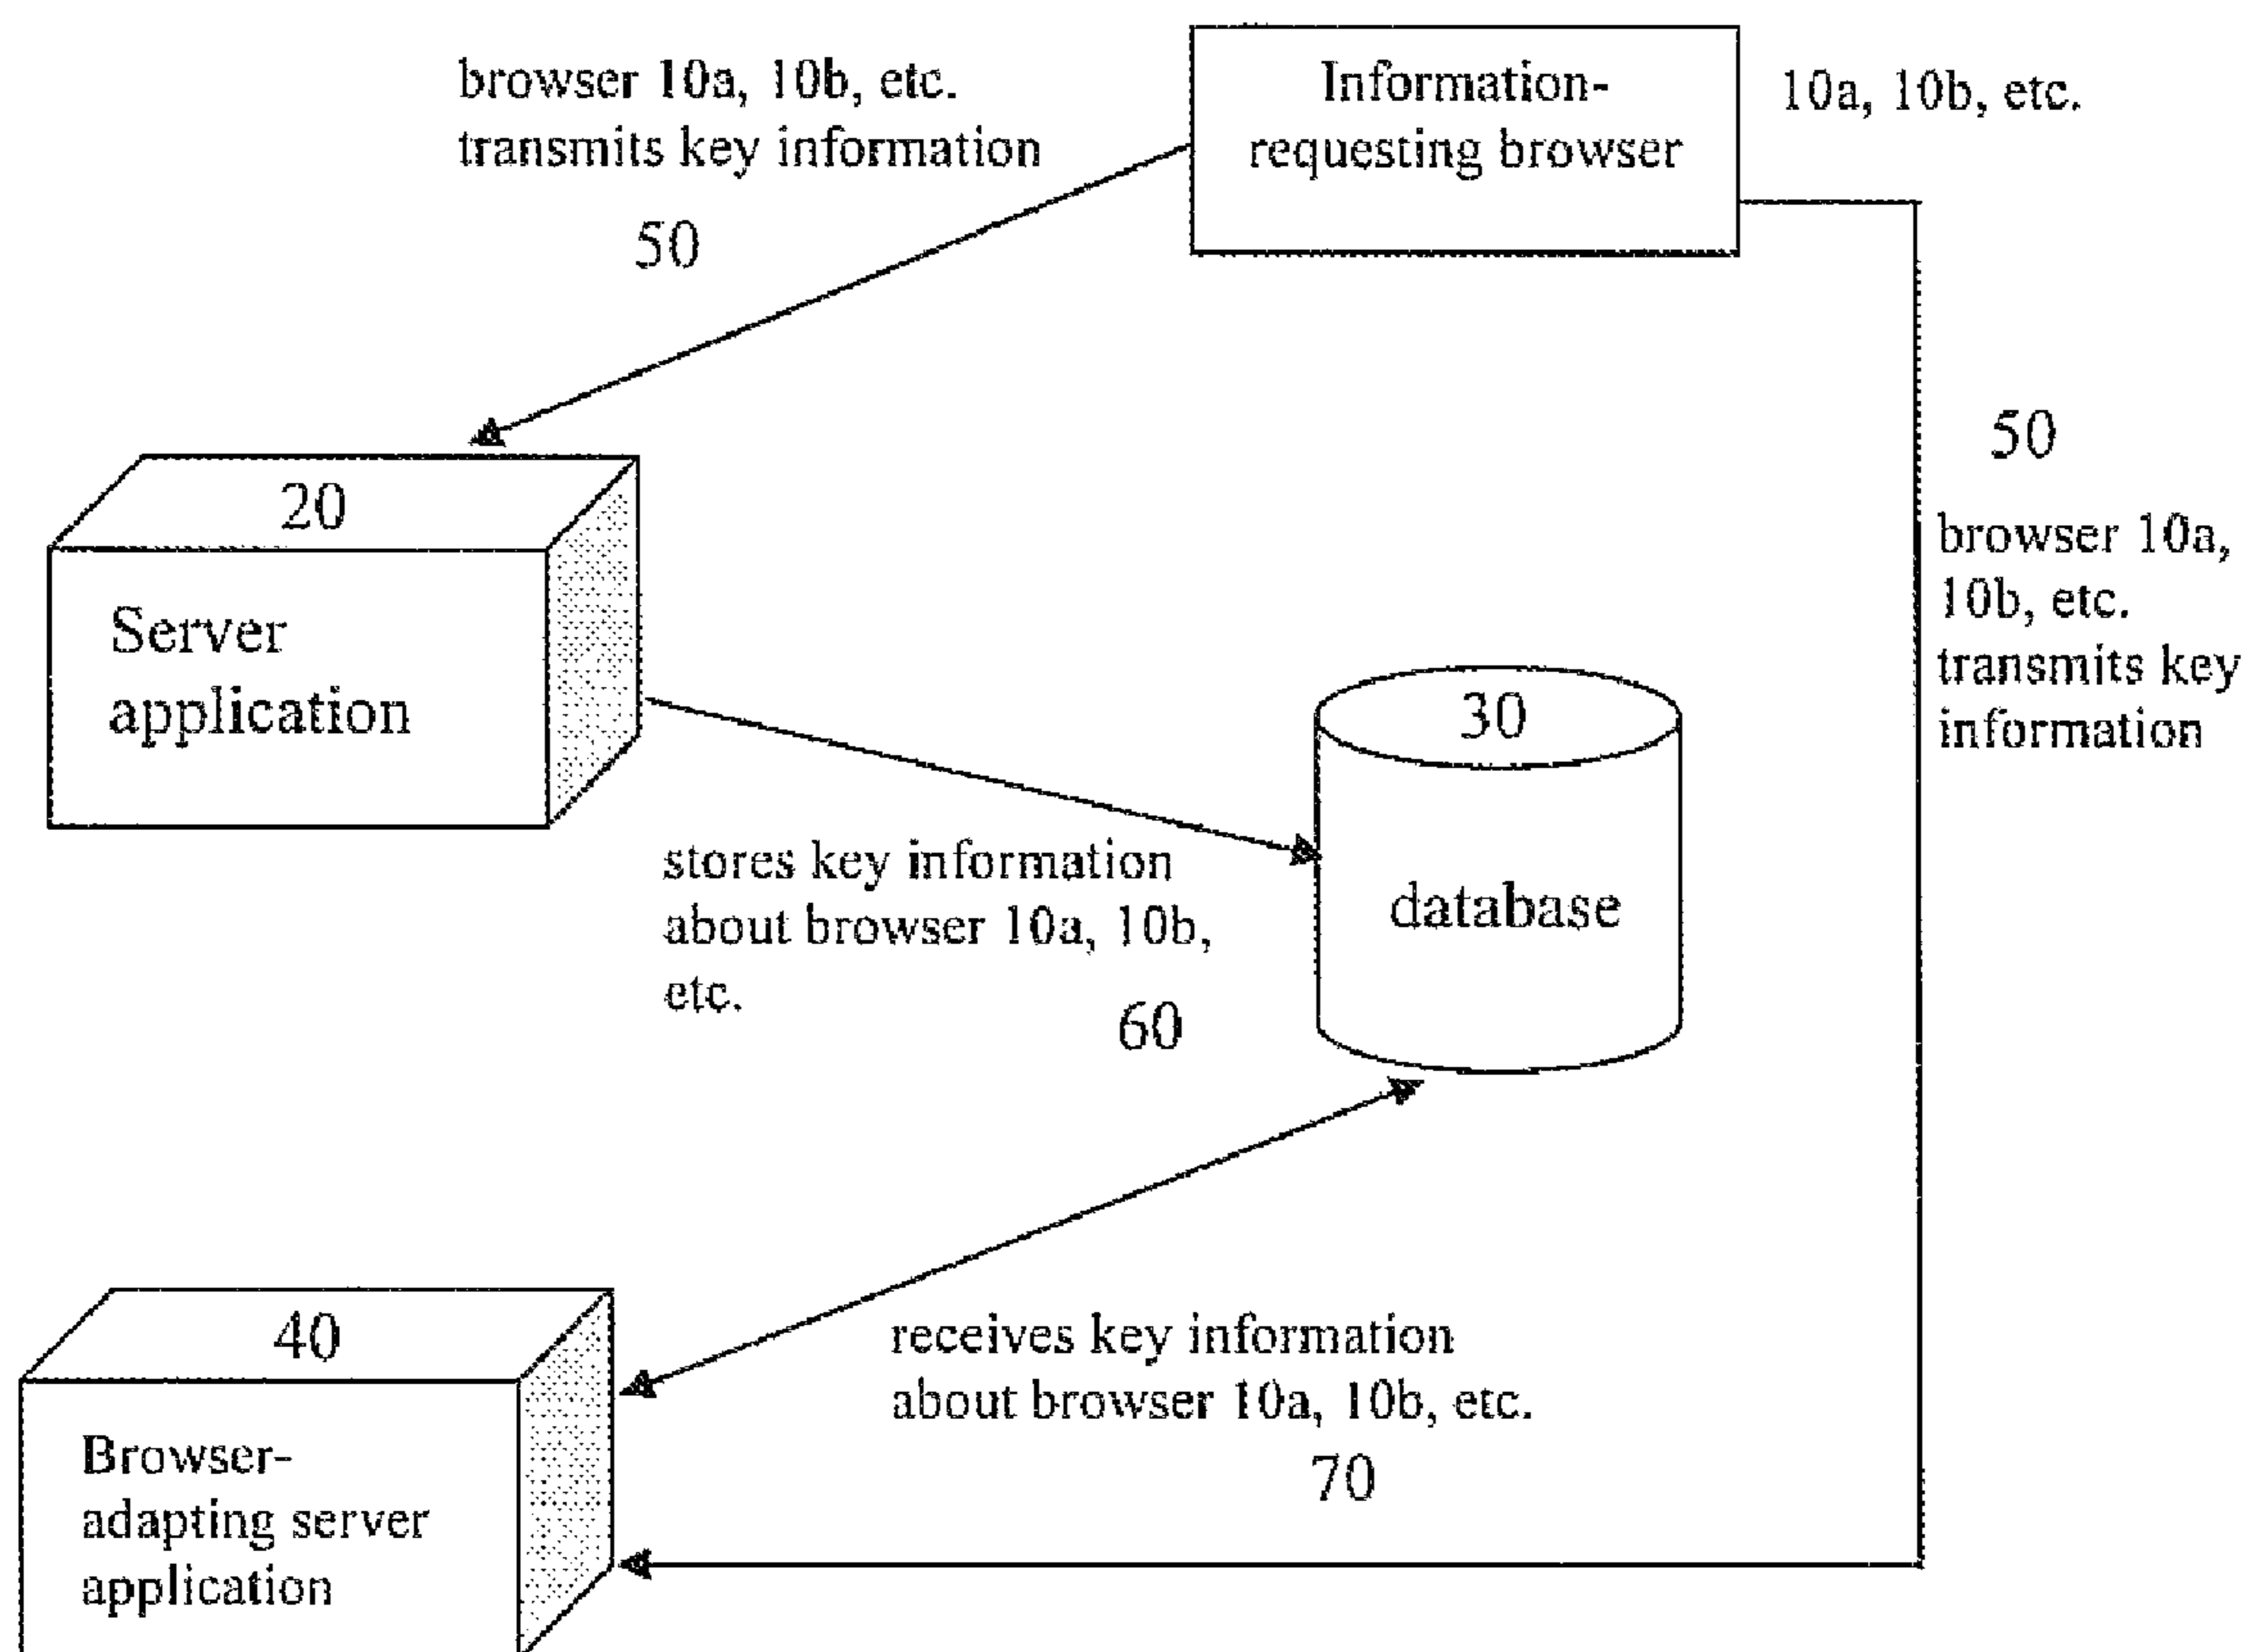 browser 10a, 10b, etc.
transmits key information
50
Information-
requesting browser
10a, 10b, etc.
50
browser 10a,
10b, etc.
transmits key
information
20
Server
application
30
database
stores key information
about browser 10a, 10b,
etc.
60
40
Browser-
adapting server
application
receives key information
about browser 10a, 10b, etc.
70